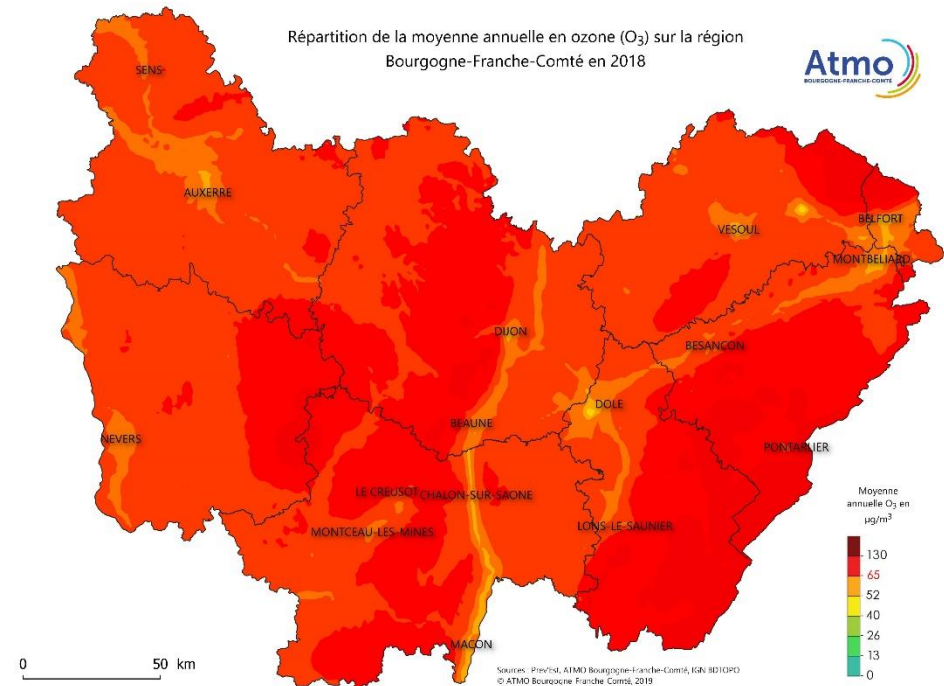 Répartition de la moyenne annuelle en ozone (O₃) sur la région
Bourgogne-Franche-Comté en 2018
Atmo
BOURGOGNE-FRANCHE-COMTÉ
SENS
AUXERRE
BELFORT
VESOUL
MONTBELIARD
DIJON
BESANCON
DOLE
BEAUNE
NEVERS
PONTARLIER
LE CREUSOT
CHALON-SUR-SAONE
MONTCEAU-LES-MINES
LONS-LE-SAUNIER
MACON
Moyenne
annuelle O₃ en
µg/m³
130
65
52
40
26
13
0
0 50 km
Sources : Prev'Est, ATMO Bourgogne-Franche-Comté, IGN BDTOPO
© ATMO Bourgogne-Franche-Comté, 2019